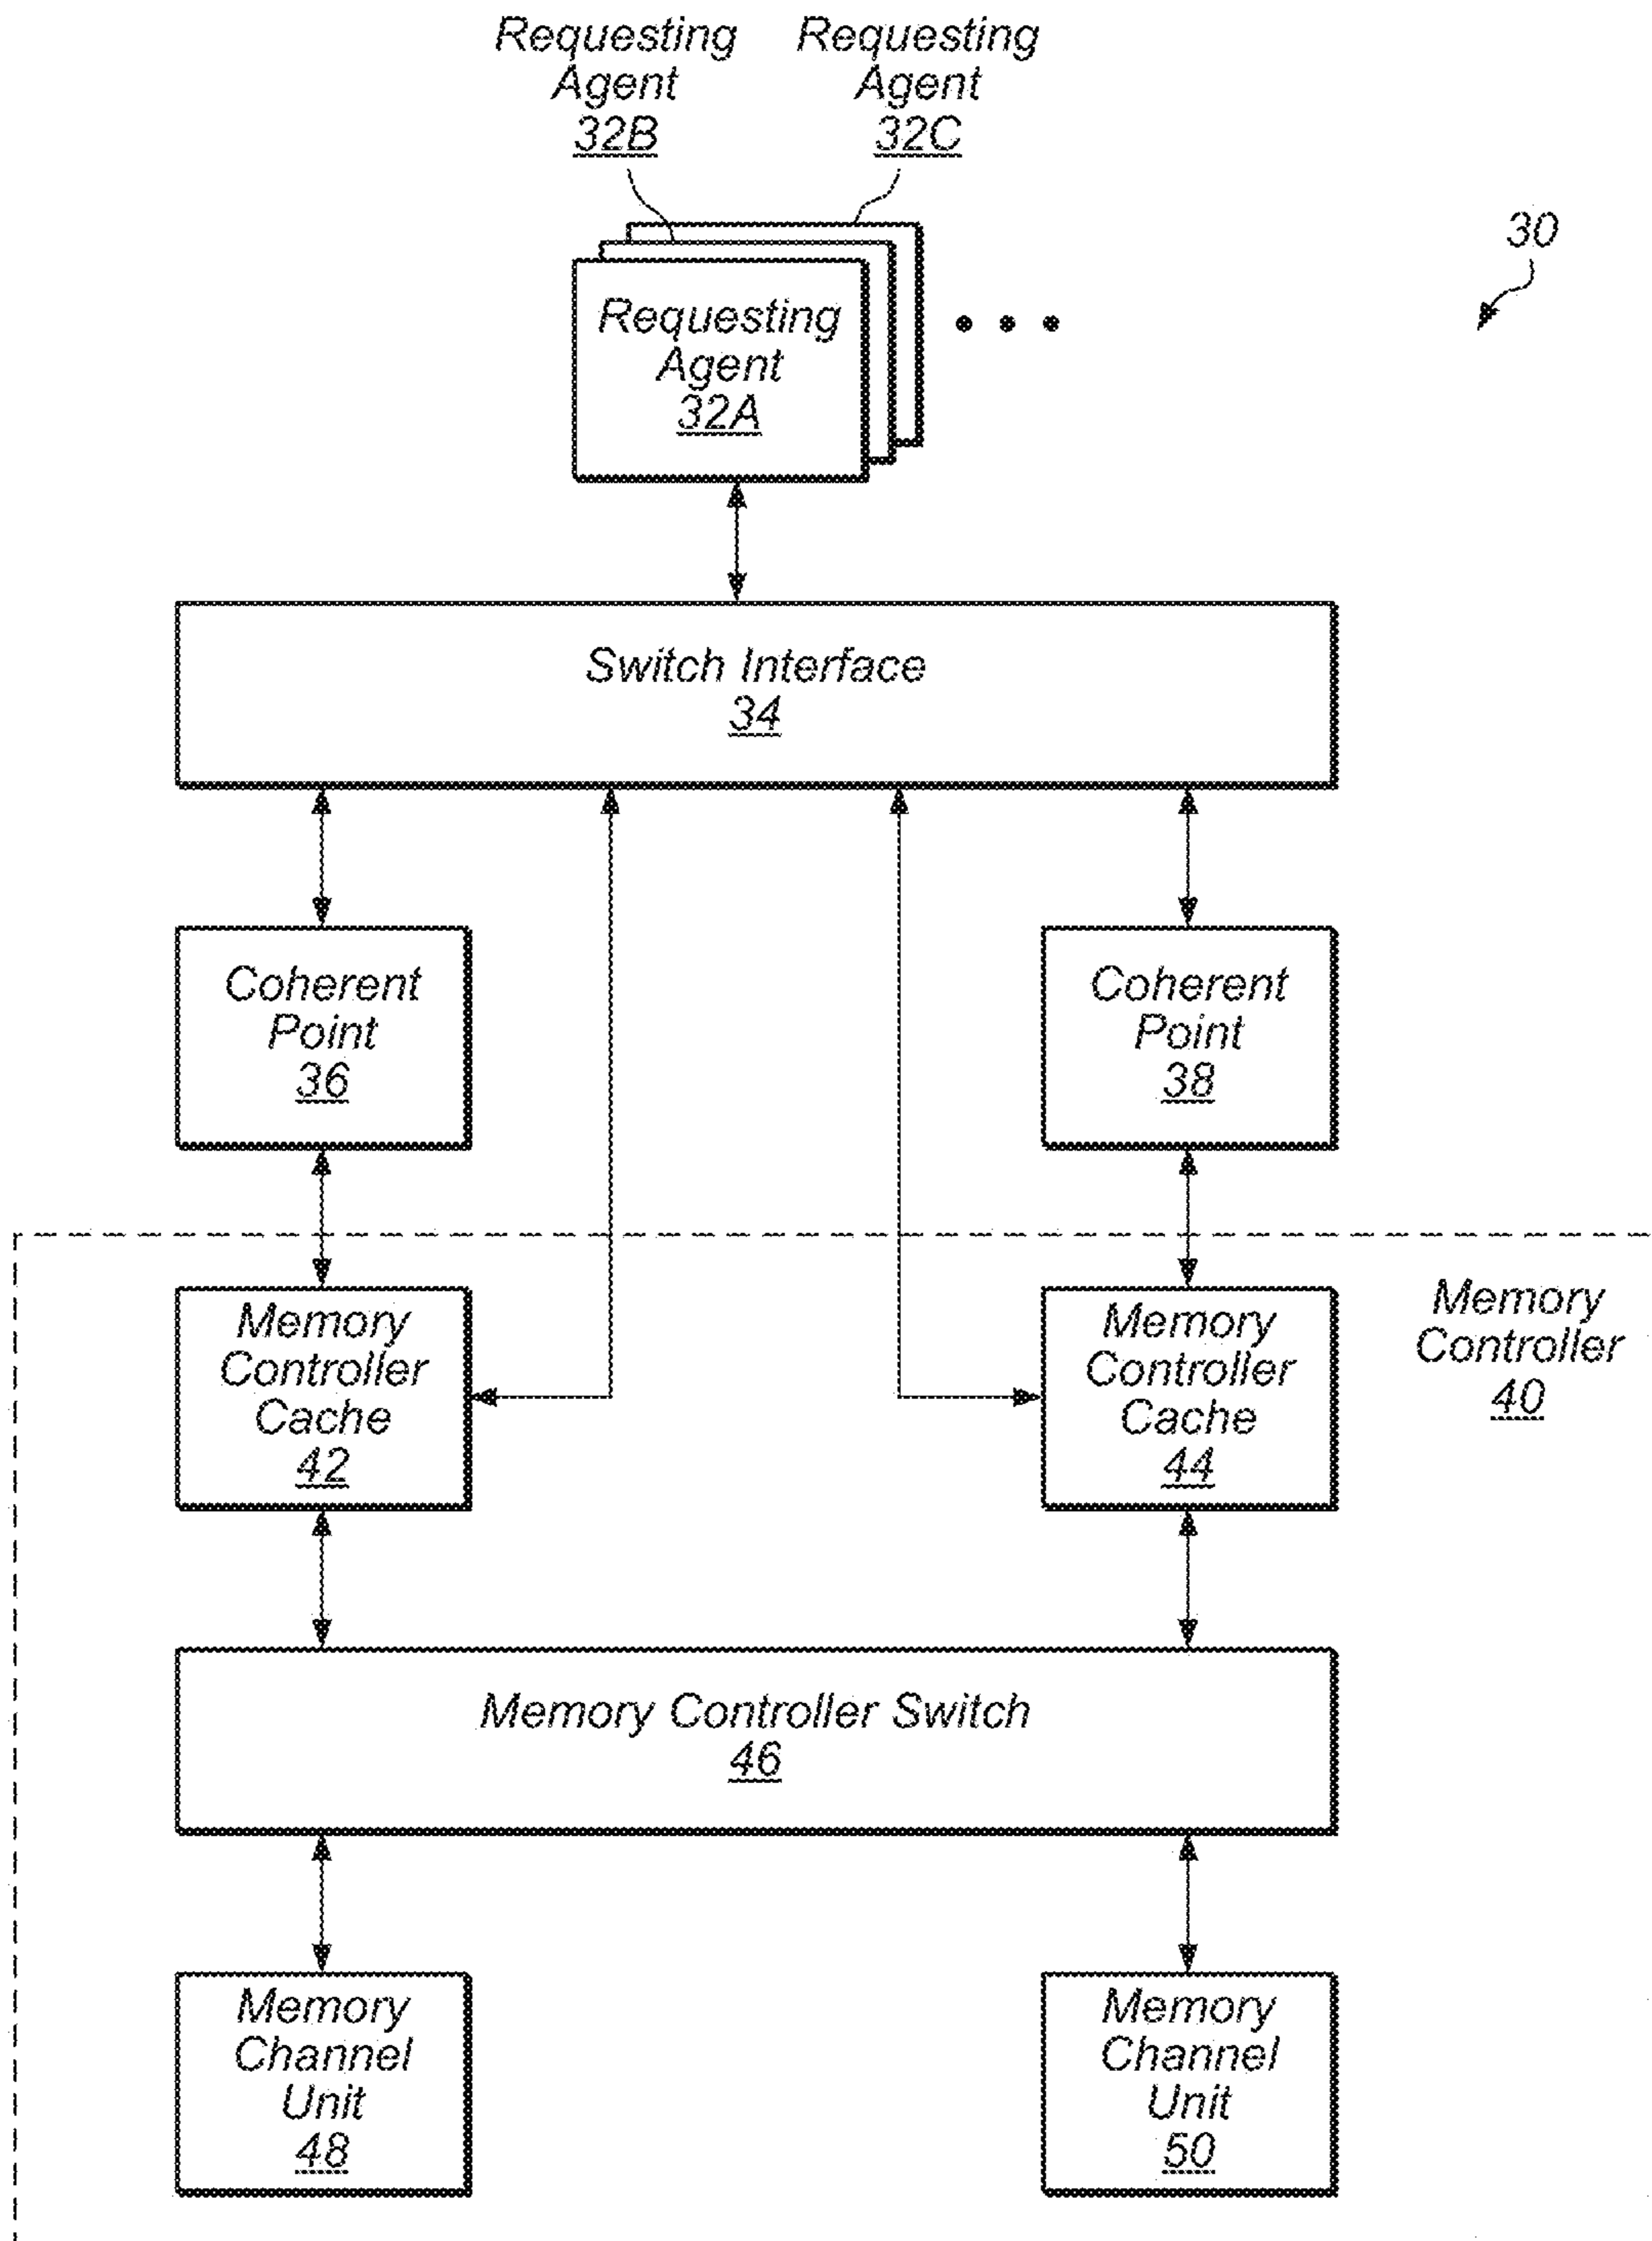 Requesting
Agent
32B
Requesting
Agent
32C
30
Requesting
Agent
32A
Switch Interface
34
Coherent
Point
36
Coherent
Point
38
Memory
Controller
40
Memory
Controller
Cache
42
Memory
Controller
Cache
44
Memory Controller Switch
46
Memory
Channel
Unit
48
Memory
Channel
Unit
50